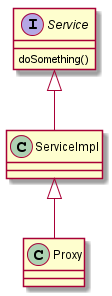 I Service
doSomething()
C ServiceImpl
C Proxy